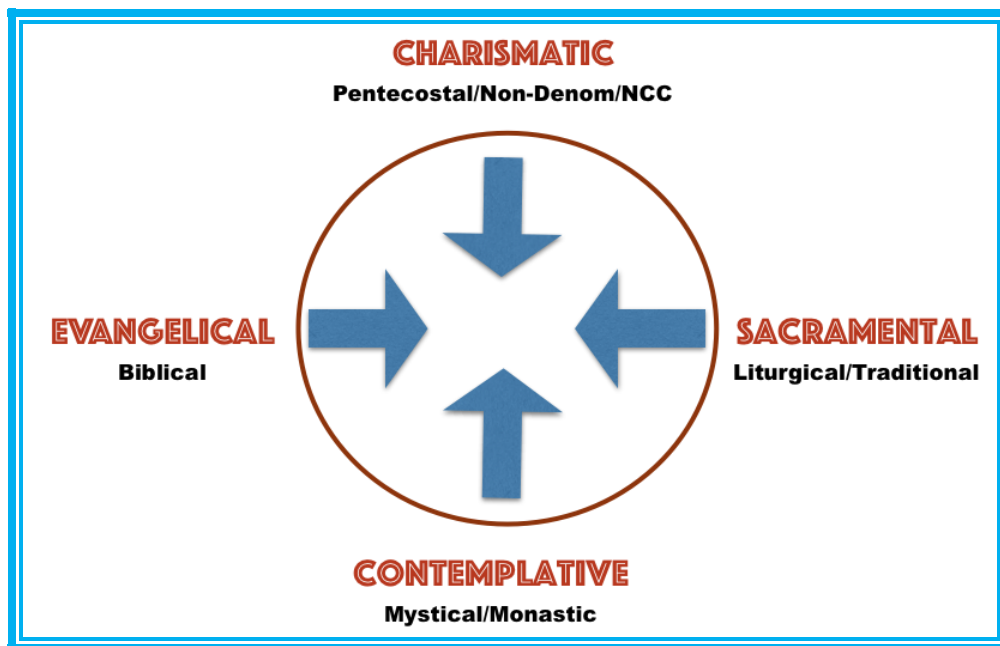 CHARISMATIC
Pentecostal/Non-Denom/NCC
EVANGELICAL
Biblical
SACRAMENTAL
Liturgical/Traditional
CONTEMPLATIVE
Mystical/Monastic